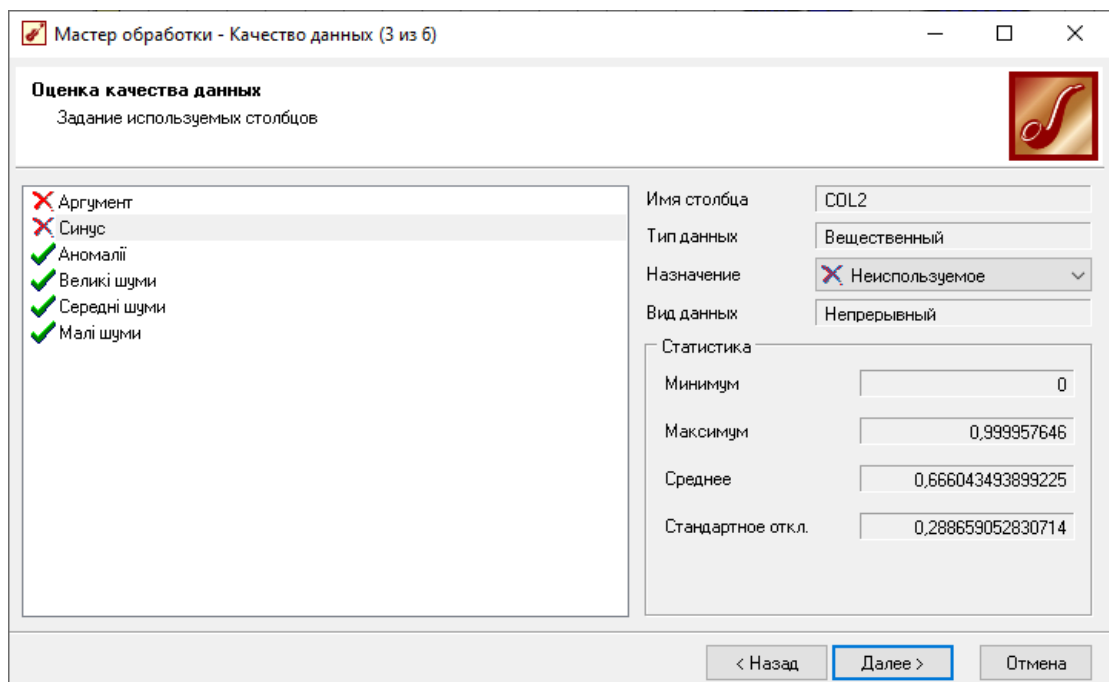 Мастер обработки - Качество данных (3 из 6)
Оценка качества данных
Задание используемых столбцов
Аргумент
Синус
Аномалії
Великі шуми
Середні шуми
Малі шуми
Имя столбца COL2
Тип данных Вещественный
Назначение Неиспользуемое
Вид данных Непрерывный
Статистика
Минимум 0
Максимум 0,999957646
Среднее 0,666043493899225
Стандартное откл. 0,288659052830714
< Назад Далее > Отмена